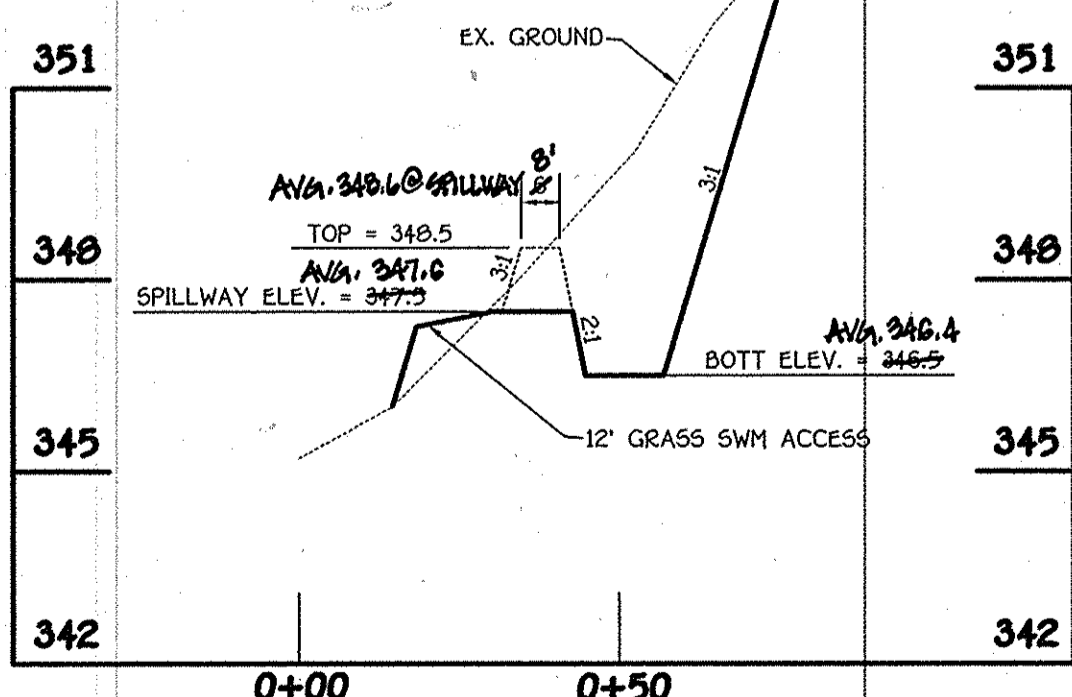 EX. GROUND
351
351
8'
AVG. 348.6@SPILLWAY
3:1
TOP = 348.5
348
348
3:1
AVG. 347.6
SPILLWAY ELEV. = 347.5
2:1
AVG. 346.4
BOTT ELEV. = 346.5
12' GRASS SWM ACCESS
345
345
342
342
0+00
0+50